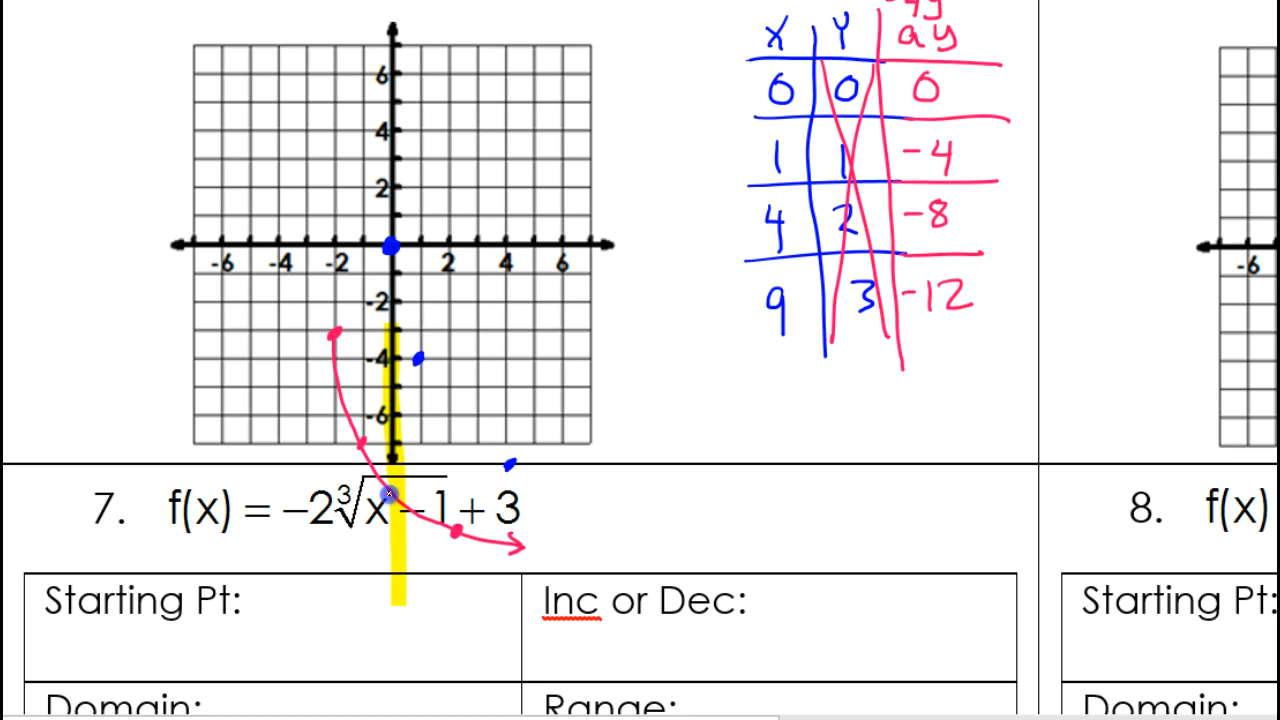 X Y ay
0 0 0
1 1 -4
4 2 -8
9 3 -12
6
4
2
-6 -4 -2 2 4 6
-2
-4
-6
-6
7. f(x) = −2∛x − 1 + 3
8. f(x)
Starting Pt: Inc or Dec: Starting Pt:
Domain: Range: Domain: